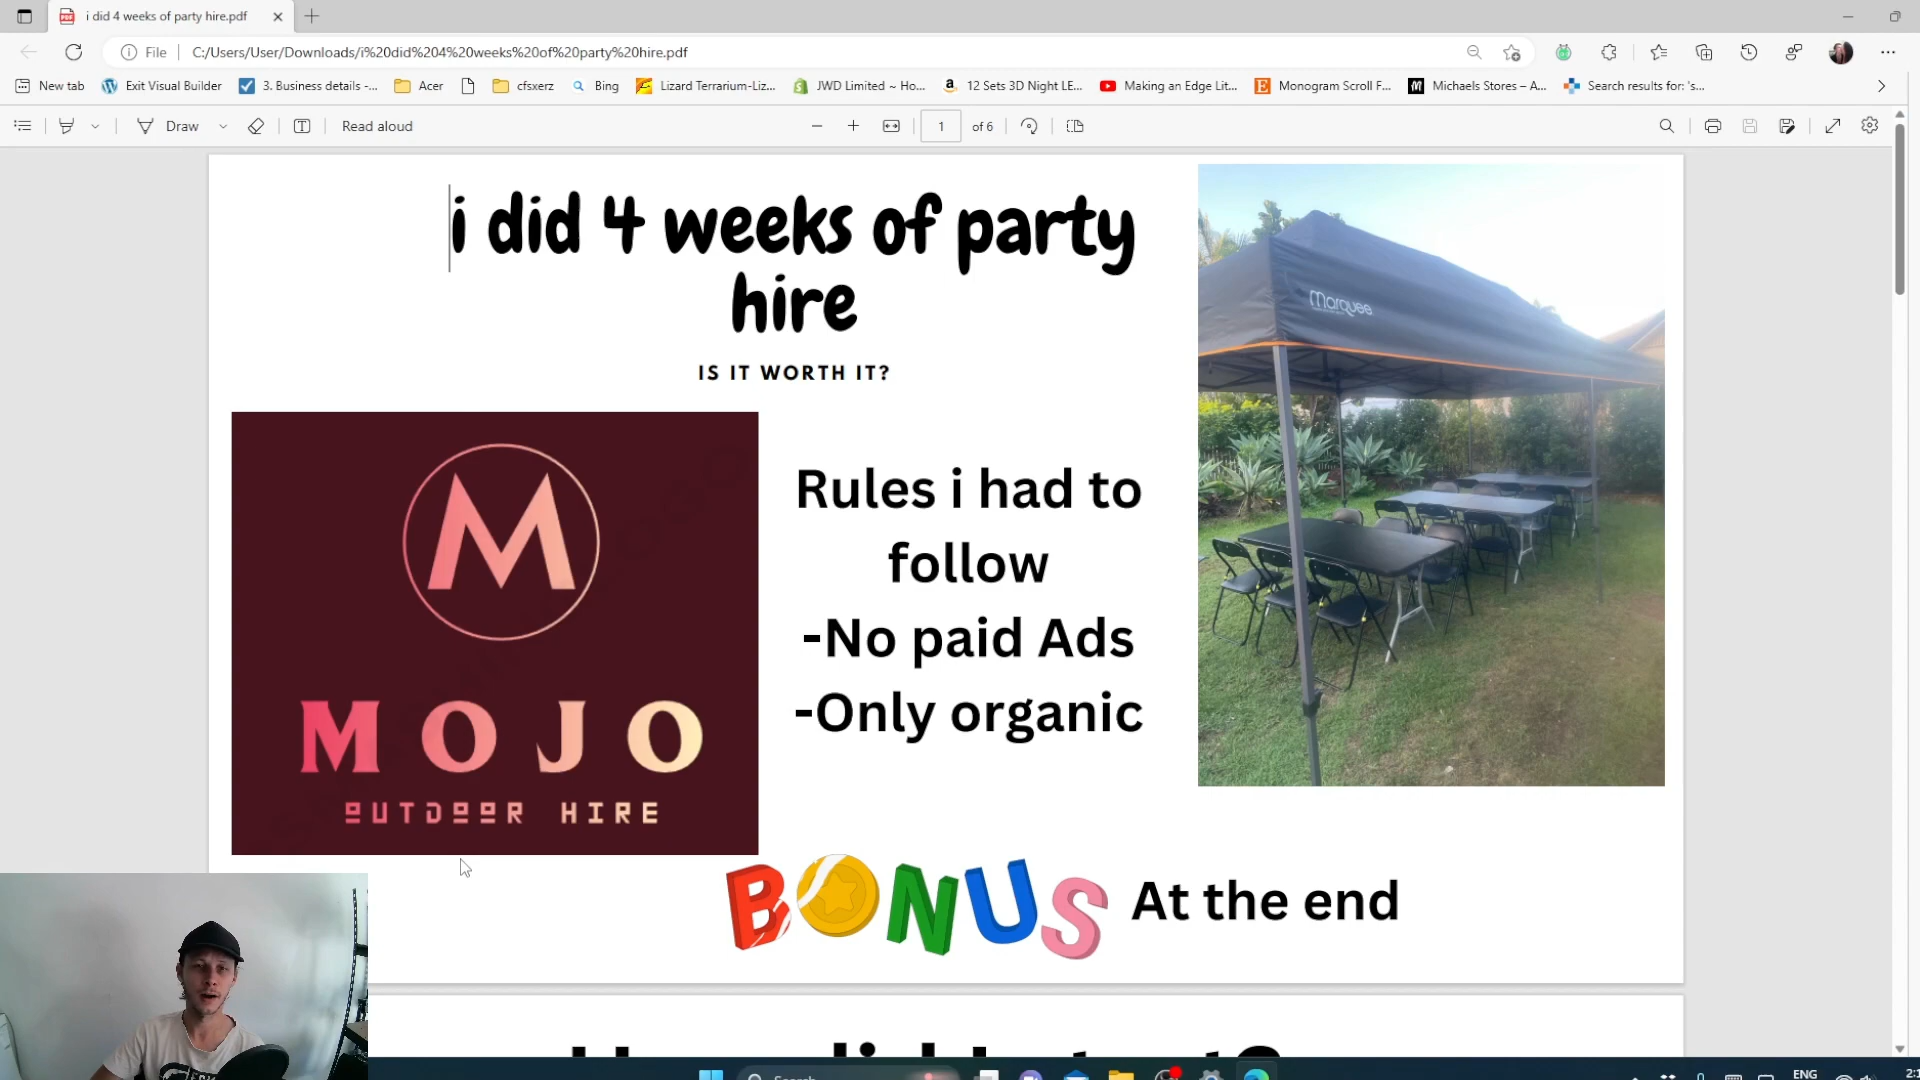 i did 4 weeks of party hire.pdf
File
C:/Users/User/Downloads/i%20did%204%20weeks%20of%20party%20hire.pdf
New tab
Exit Visual Builder
3. Business details -...
Acer
cfsxerz
Bing
Lizard Terrarium-Liz...
JWD Limited ~ Ho...
12 Sets 3D Night LE...
Making an Edge Lit...
Monogram Scroll F...
Michaels Stores – A...
Search results for: 's...
Draw
Read aloud
1
of 6
i did 4 weeks of party
hire
IS IT WORTH IT?
Marquee
M
MOJO
OUTDOOR HIRE
Rules i had to
follow
-No paid Ads
-Only organic
BONUS
At the end
ENG